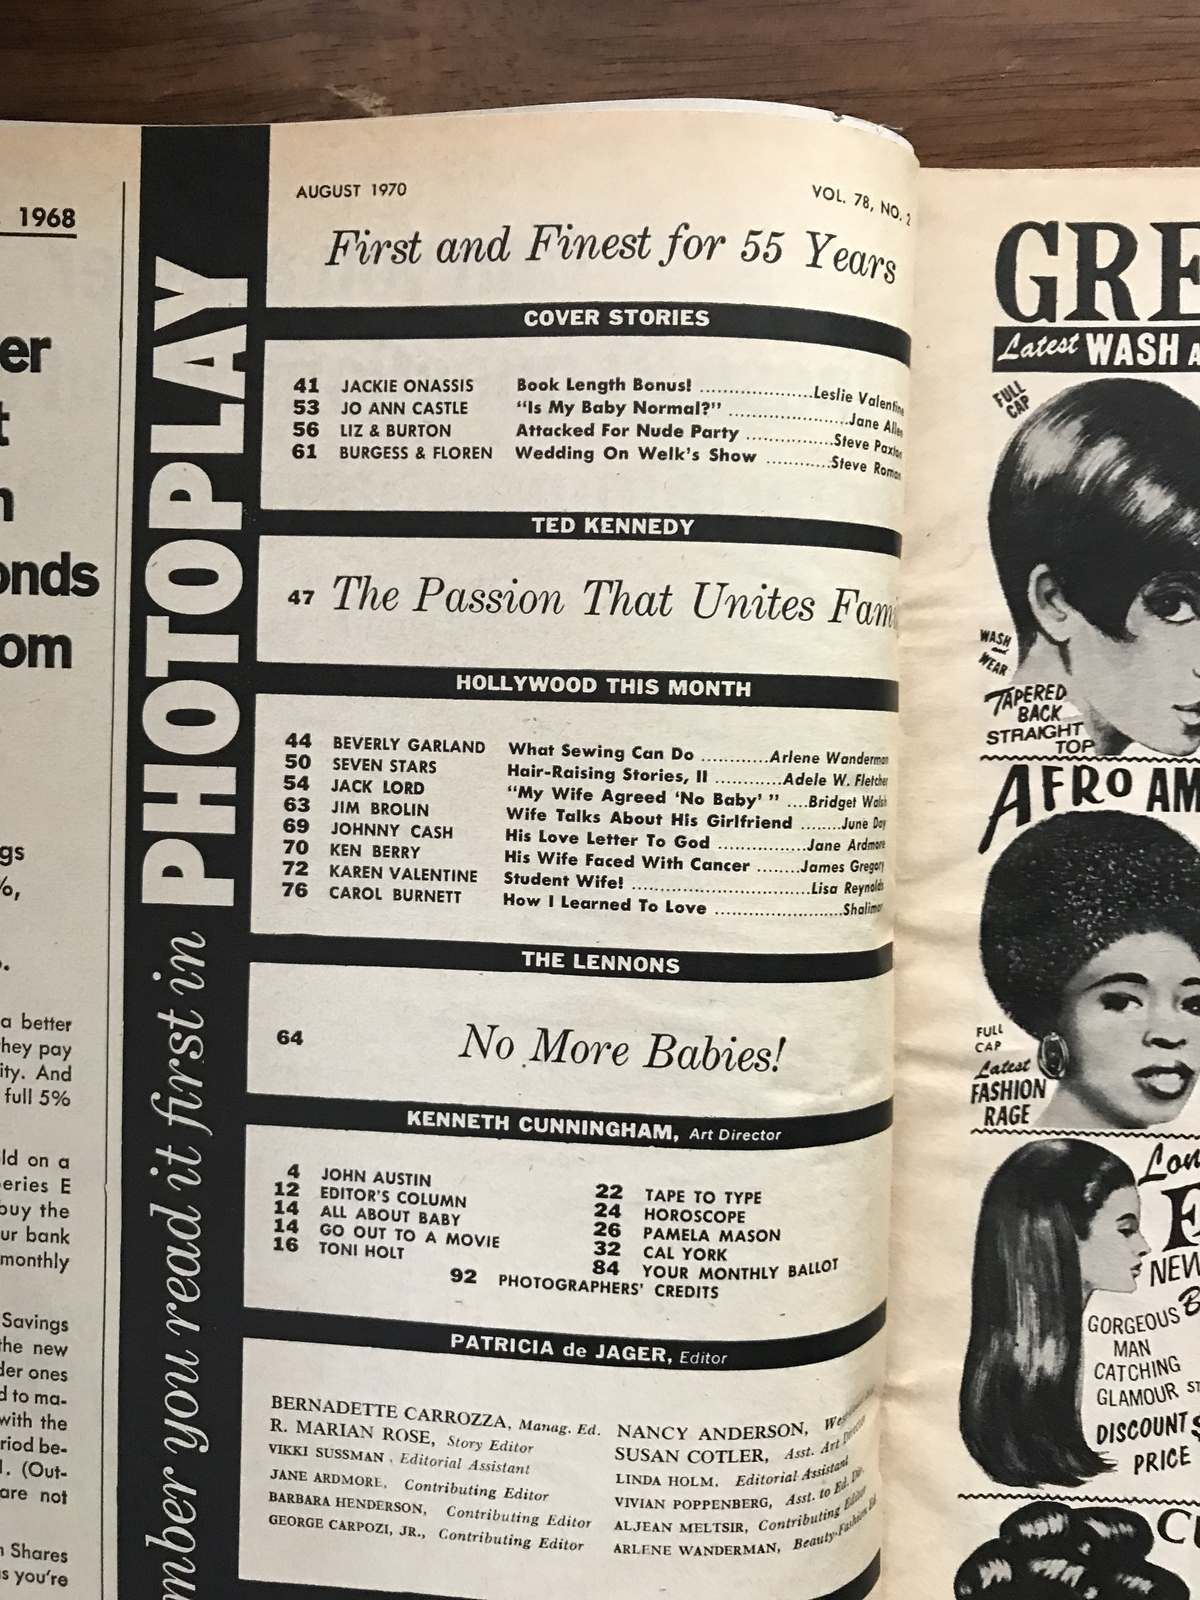 1968
er
onds
om
gs
%,
a better
they pay
ity. And
full 5%
ld on a
eries E
buy the
ur bank
monthly
Savings
the new
der ones
d to ma-
with the
riod be-
(Out-
are not
Shares
s you're
PHOTOPLAY
mber you read it first in
AUGUST 1970
VOL. 78, NO. 2
First and Finest for 55 Years
COVER STORIES
41 JACKIE ONASSIS Book Length Bonus! ..............Leslie Valentine
53 JO ANN CASTLE "Is My Baby Normal?" ...............Jane Allen
56 LIZ & BURTON Attacked For Nude Party ...........Steve Paxton
61 BURGESS & FLOREN Wedding On Welk's Show ...........Steve Roman
TED KENNEDY
47 The Passion That Unites Fam
HOLLYWOOD THIS MONTH
44 BEVERLY GARLAND What Sewing Can Do ...........Arlene Wanderman
50 SEVEN STARS Hair-Raising Stories, II ...........Adele W. Fletcher
54 JACK LORD "My Wife Agreed 'No Baby' " ....Bridget Walsh
63 JIM BROLIN Wife Talks About His Girlfriend ........June Day
69 JOHNNY CASH His Love Letter To God ..............Jane Ardmore
70 KEN BERRY His Wife Faced With Cancer ........James Gregory
72 KAREN VALENTINE Student Wife! .............................Lisa Reynolds
76 CAROL BURNETT How I Learned To Love .....................Shalimar
THE LENNONS
64 No More Babies!
KENNETH CUNNINGHAM, Art Director
4 JOHN AUSTIN
12 EDITOR'S COLUMN
14 ALL ABOUT BABY
14 GO OUT TO A MOVIE
16 TONI HOLT
22 TAPE TO TYPE
24 HOROSCOPE
26 PAMELA MASON
32 CAL YORK
84 YOUR MONTHLY BALLOT
92 PHOTOGRAPHERS' CREDITS
PATRICIA de JAGER, Editor
BERNADETTE CARROZZA, Manag. Ed.
R. MARIAN ROSE, Story Editor
VIKKI SUSSMAN, Editorial Assistant
JANE ARDMORE, Contributing Editor
BARBARA HENDERSON, Contributing Editor
GEORGE CARPOZI, JR., Contributing Editor
NANCY ANDERSON,
SUSAN COTLER, Asst. Art Director
LINDA HOLM, Editorial Assistant
VIVIAN POPPENBERG, Asst. to Ed. Dir.
ALJEAN MELTSIR, Contributing Editor
ARLENE WANDERMAN, Beauty-Fashion Ed.
GRE
Latest WASH A
FULL
CAP
WASH
and
WEAR
TAPERED
BACK
STRAIGHT
TOP
AFRO AM
FULL
CAP
Latest
FASHION
RAGE
Lon
E
NEW
GORGEOUS B
MAN
CATCHING
GLAMOUR ST
DISCOUNT $
PRICE
CU